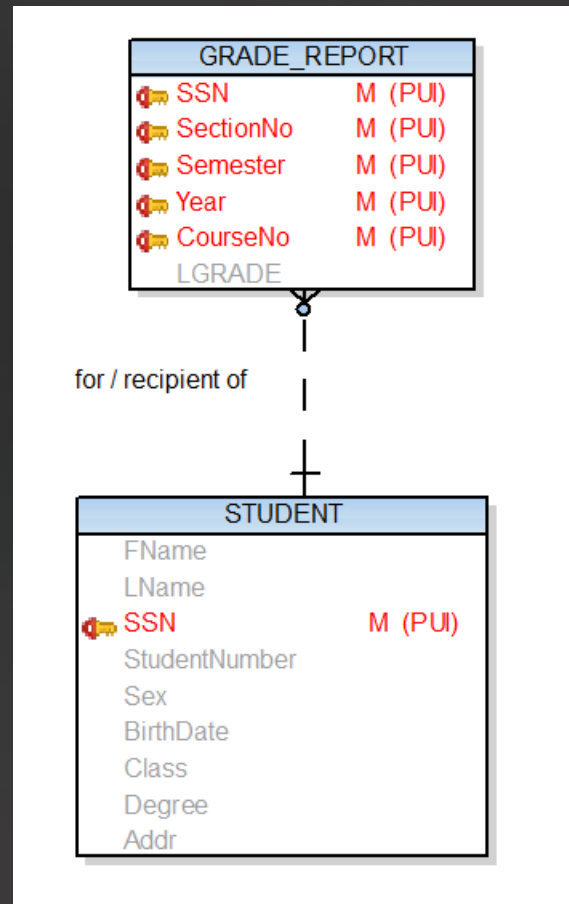 GRADE_REPORT
SSN M (PUI)
SectionNo M (PUI)
Semester M (PUI)
Year M (PUI)
CourseNo M (PUI)
LGRADE
for / recipient of
STUDENT
FName
LName
SSN M (PUI)
StudentNumber
Sex
BirthDate
Class
Degree
Addr